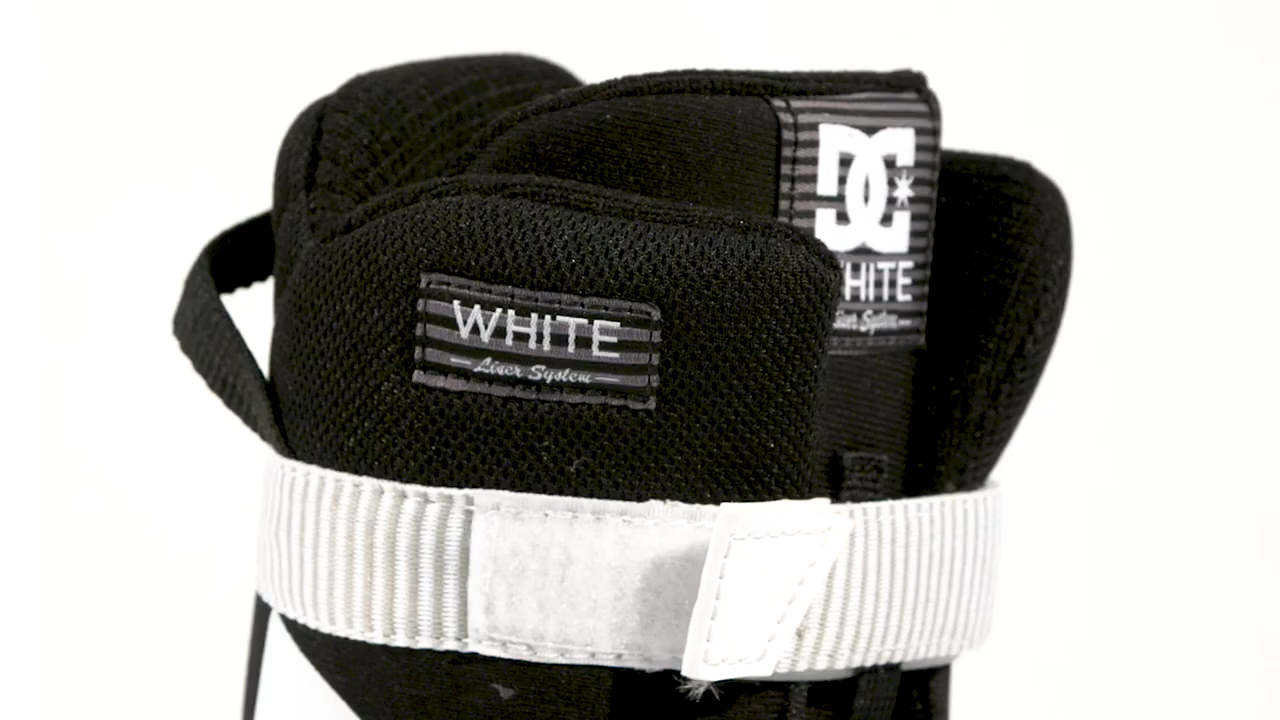 WHITE
Liner System
DC
WHITE
Liner System